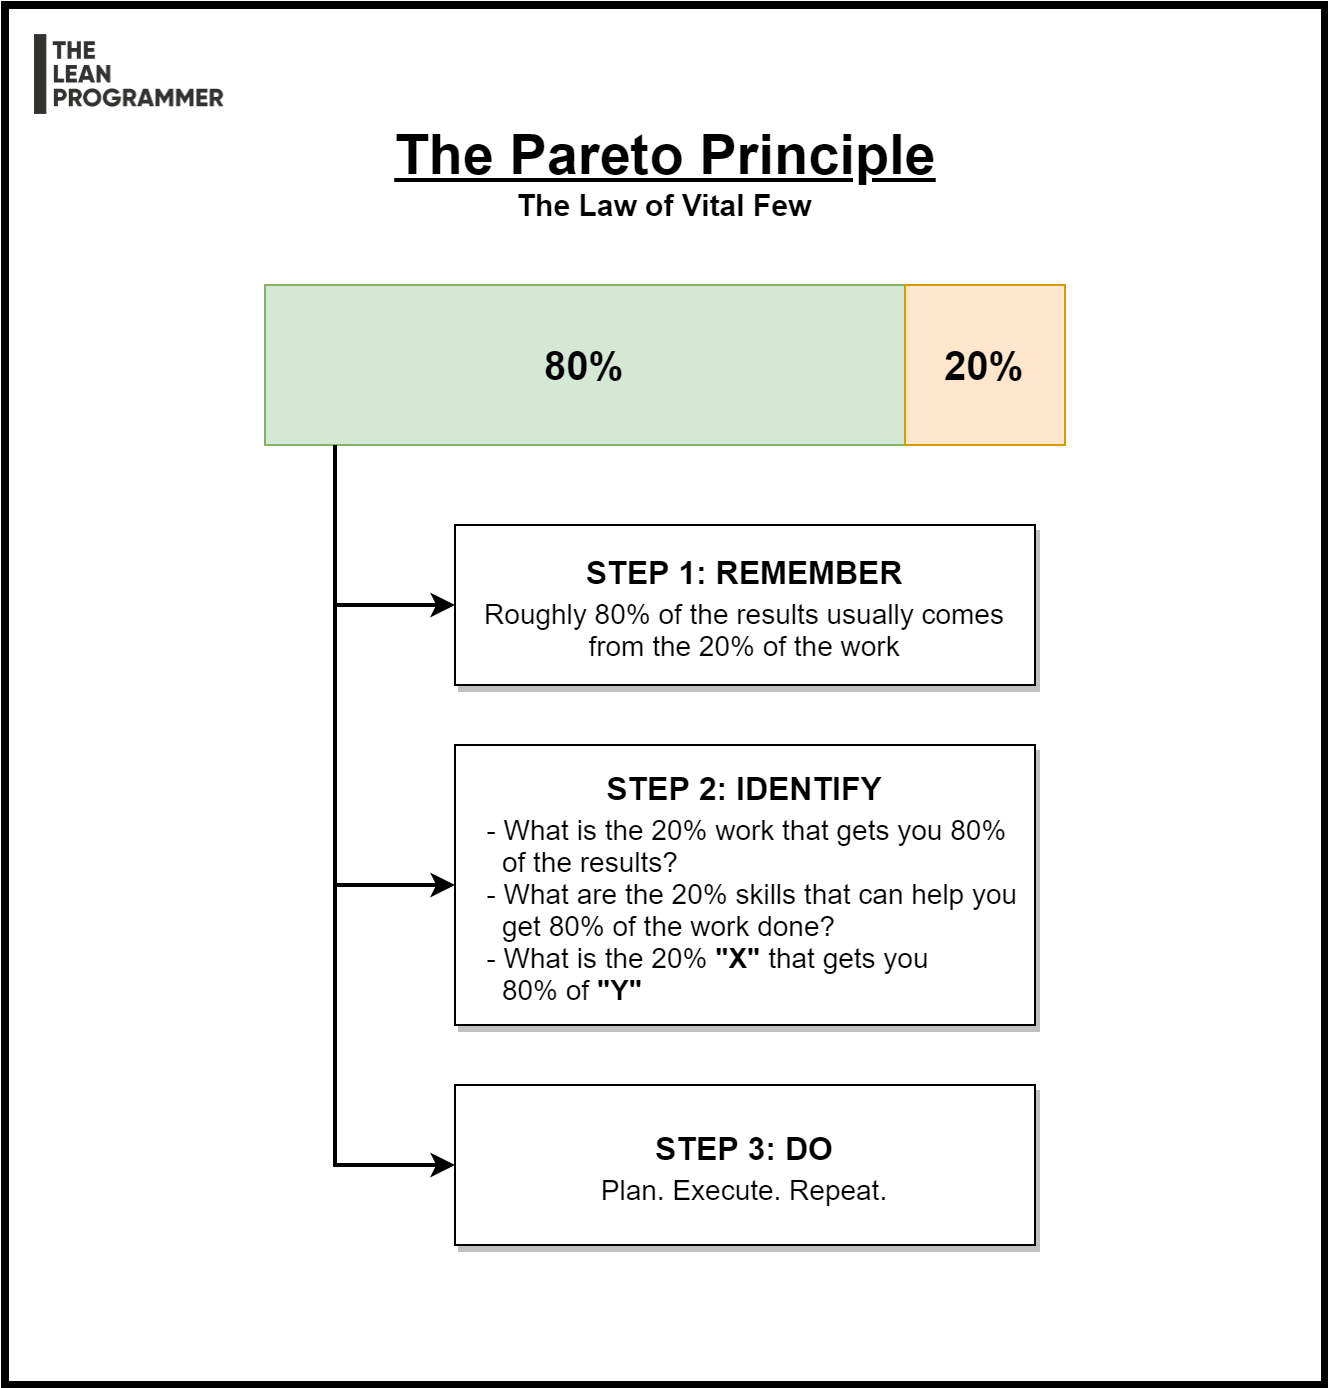 THE
LEAN
PROGRAMMER
The Pareto Principle
The Law of Vital Few
80%
20%
STEP 1: REMEMBER
Roughly 80% of the results usually comes
from the 20% of the work
STEP 2: IDENTIFY
- What is the 20% work that gets you 80%
of the results?
- What are the 20% skills that can help you
get 80% of the work done?
- What is the 20% "X" that gets you
80% of "Y"
STEP 3: DO
Plan. Execute. Repeat.